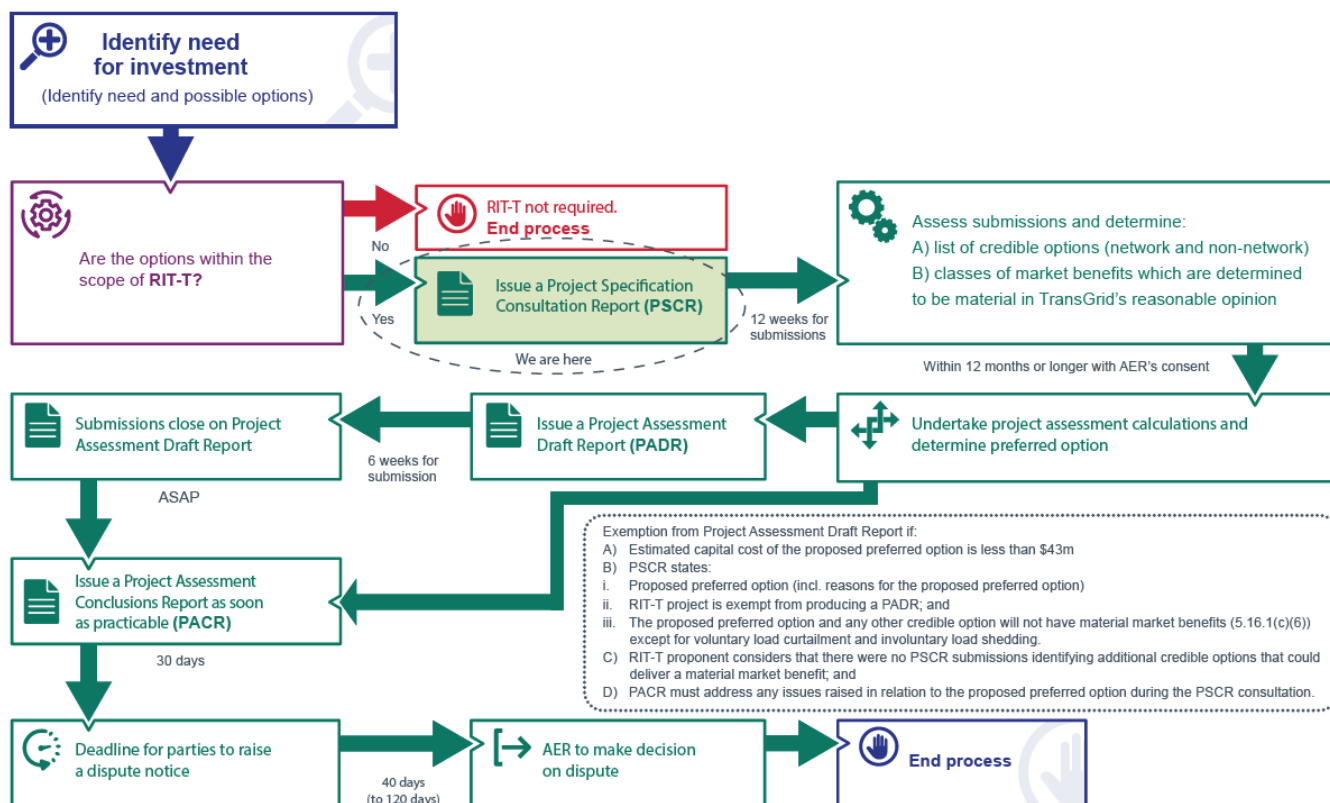 Identify need
for investment
(Identify need and possible options)
Are the options within the
scope of RIT-T?
No
RIT-T not required.
End process
Yes
Issue a Project Specification
Consultation Report (PSCR)
We are here
12 weeks for
submissions
Assess submissions and determine:
A) list of credible options (network and non-network)
B) classes of market benefits which are determined
to be material in TransGrid's reasonable opinion
Within 12 months or longer with AER's consent
Undertake project assessment calculations and
determine preferred option
Issue a Project Assessment
Draft Report (PADR)
6 weeks for
submission
Submissions close on Project
Assessment Draft Report
ASAP
Exemption from Project Assessment Draft Report if:
A) Estimated capital cost of the proposed preferred option is less than $43m
B) PSCR states:
i. Proposed preferred option (incl. reasons for the proposed preferred option)
ii. RIT-T project is exempt from producing a PADR; and
iii. The proposed preferred option and any other credible option will not have material market benefits (5.16.1(c)(6))
except for voluntary load curtailment and involuntary load shedding.
C) RIT-T proponent considers that there were no PSCR submissions identifying additional credible options that could
deliver a material market benefit; and
D) PACR must address any issues raised in relation to the proposed preferred option during the PSCR consultation.
Issue a Project Assessment
Conclusions Report as soon
as practicable (PACR)
30 days
Deadline for parties to raise
a dispute notice
40 days
(to 120 days)
AER to make decision
on dispute
End process